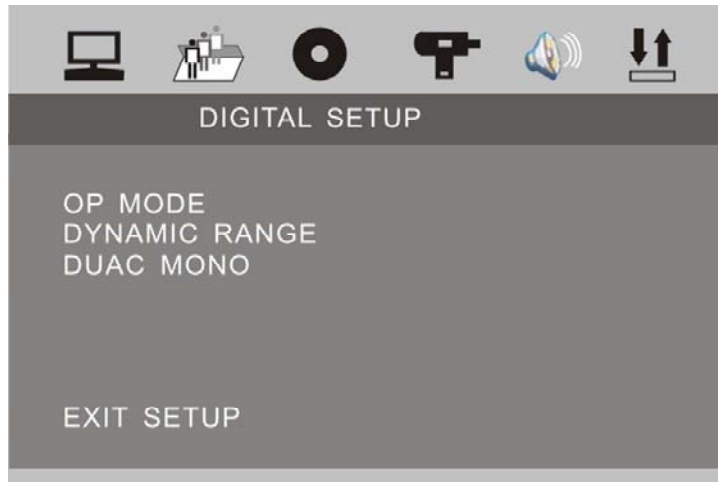 DIGITAL SETUP
OP MODE
DYNAMIC RANGE
DUAC MONO
EXIT SETUP